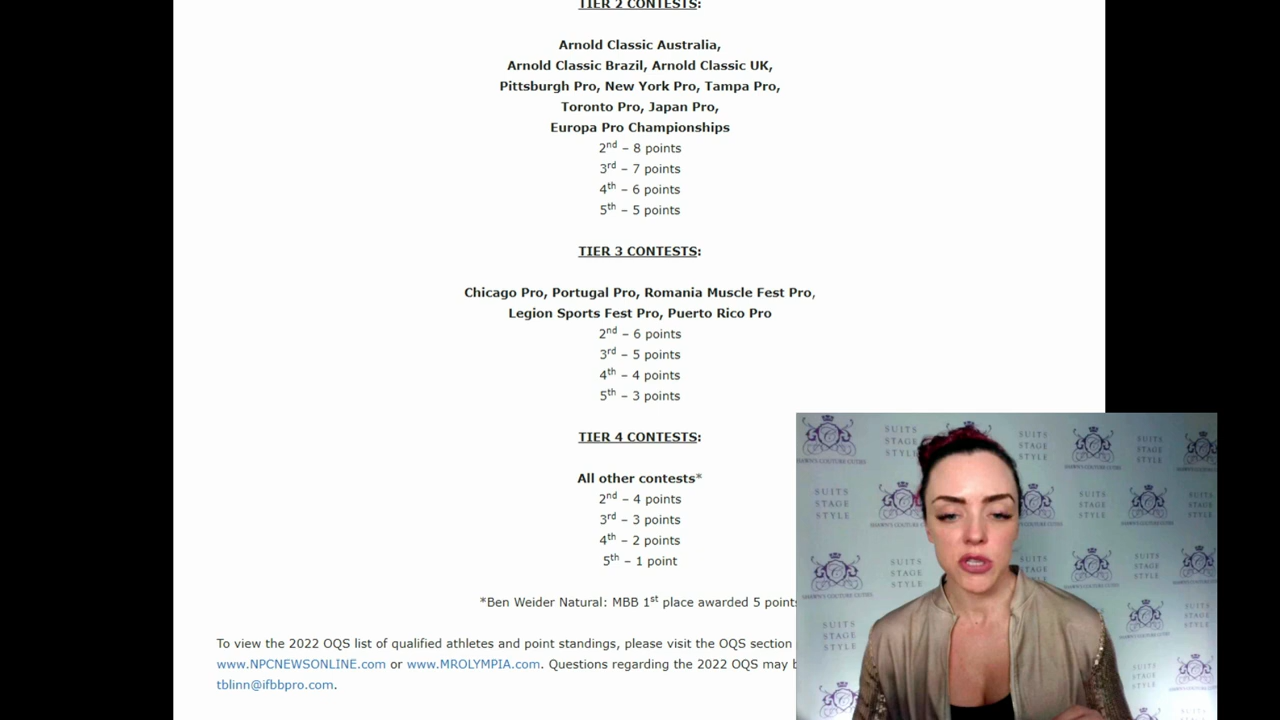 TIER 2 CONTESTS:
Arnold Classic Australia,
Arnold Classic Brazil, Arnold Classic UK,
Pittsburgh Pro, New York Pro, Tampa Pro,
Toronto Pro, Japan Pro,
Europa Pro Championships
2nd – 8 points
3rd – 7 points
4th – 6 points
5th – 5 points
TIER 3 CONTESTS:
Chicago Pro, Portugal Pro, Romania Muscle Fest Pro,
Legion Sports Fest Pro, Puerto Rico Pro
2nd – 6 points
3rd – 5 points
4th – 4 points
5th – 3 points
TIER 4 CONTESTS:
All other contests*
2nd – 4 points
3rd – 3 points
4th – 2 points
5th – 1 point
*Ben Weider Natural: MBB 1st place awarded 5 points
To view the 2022 OQS list of qualified athletes and point standings, please visit the OQS section
www.NPCNEWSONLINE.com or www.MROLYMPIA.com. Questions regarding the 2022 OQS may
tblinn@ifbbpro.com.
SUITS
STAGE
STYLE